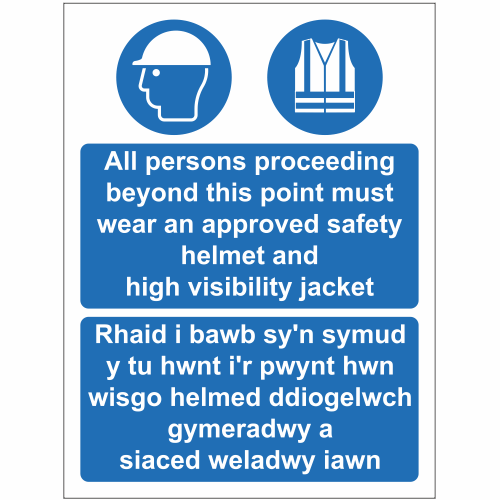 All persons proceeding
beyond this point must
wear an approved safety
helmet and
high visibility jacket
Rhaid i bawb sy'n symud
y tu hwnt i'r pwynt hwn
wisgo helmed ddiogelwch
gymeradwy a
siaced weladwy iawn